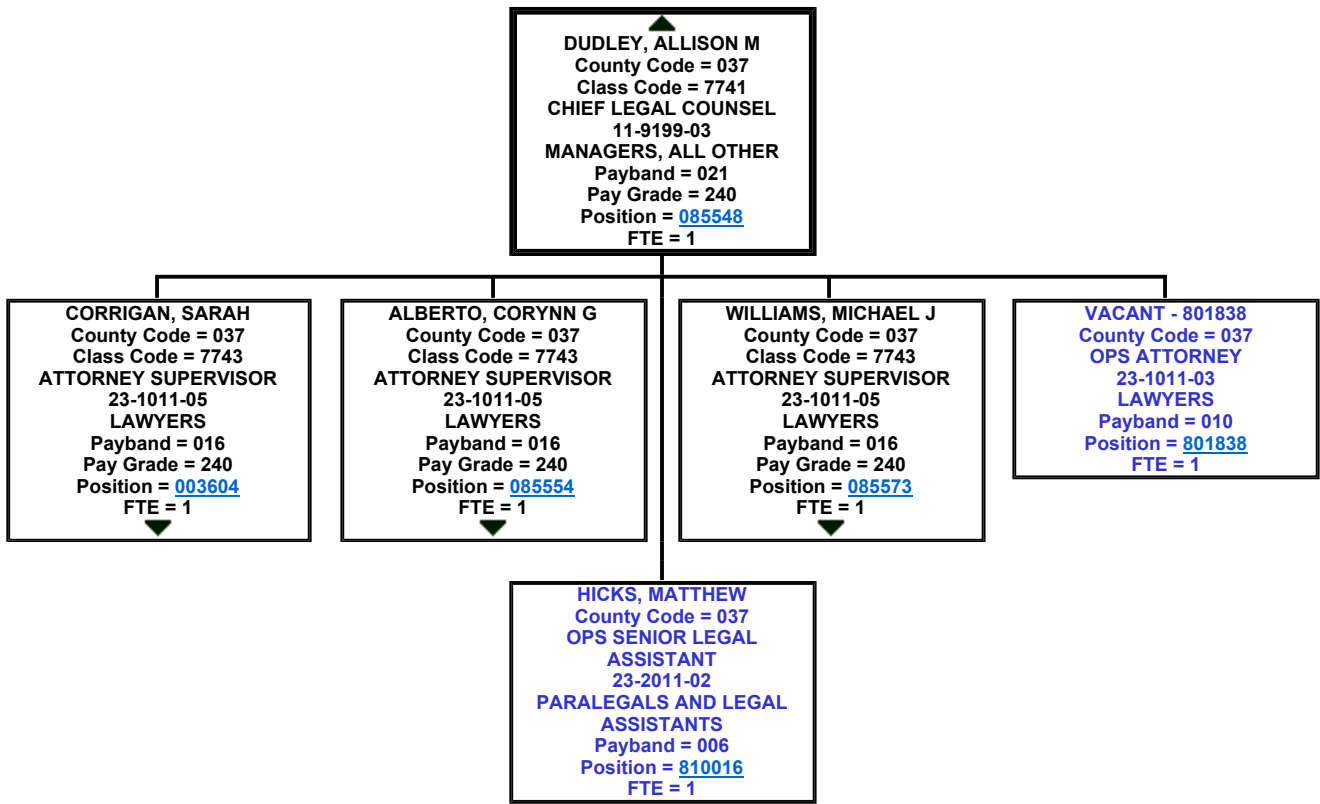 DUDLEY, ALLISON M
County Code = 037
Class Code = 7741
CHIEF LEGAL COUNSEL
11-9199-03
MANAGERS, ALL OTHER
Payband = 021
Pay Grade = 240
Position = 085548
FTE = 1
CORRIGAN, SARAH
County Code = 037
Class Code = 7743
ATTORNEY SUPERVISOR
23-1011-05
LAWYERS
Payband = 016
Pay Grade = 240
Position = 003604
FTE = 1
ALBERTO, CORYNN G
County Code = 037
Class Code = 7743
ATTORNEY SUPERVISOR
23-1011-05
LAWYERS
Payband = 016
Pay Grade = 240
Position = 085554
FTE = 1
WILLIAMS, MICHAEL J
County Code = 037
Class Code = 7743
ATTORNEY SUPERVISOR
23-1011-05
LAWYERS
Payband = 016
Pay Grade = 240
Position = 085573
FTE = 1
VACANT - 801838
County Code = 037
OPS ATTORNEY
23-1011-03
LAWYERS
Payband = 010
Position = 801838
FTE = 1
HICKS, MATTHEW
County Code = 037
OPS SENIOR LEGAL
ASSISTANT
23-2011-02
PARALEGALS AND LEGAL
ASSISTANTS
Payband = 006
Position = 810016
FTE = 1